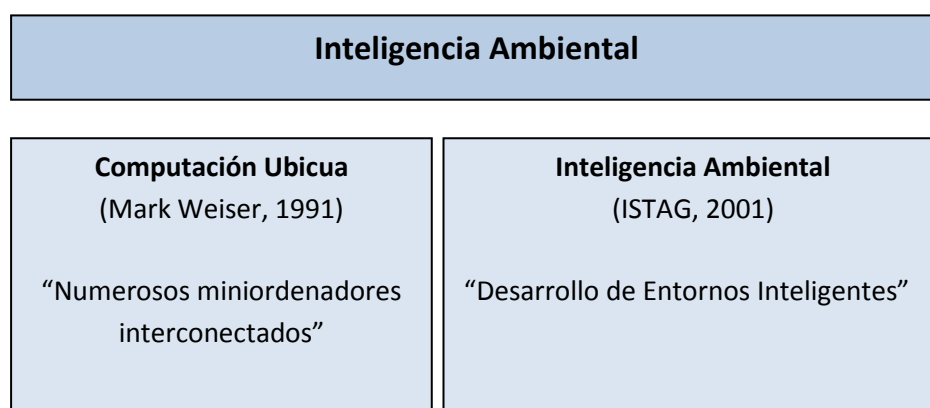 Inteligencia Ambiental
Computación Ubicua
(Mark Weiser, 1991)
“Numerosos miniordenadores
interconectados”
Inteligencia Ambiental
(ISTAG, 2001)
“Desarrollo de Entornos Inteligentes”